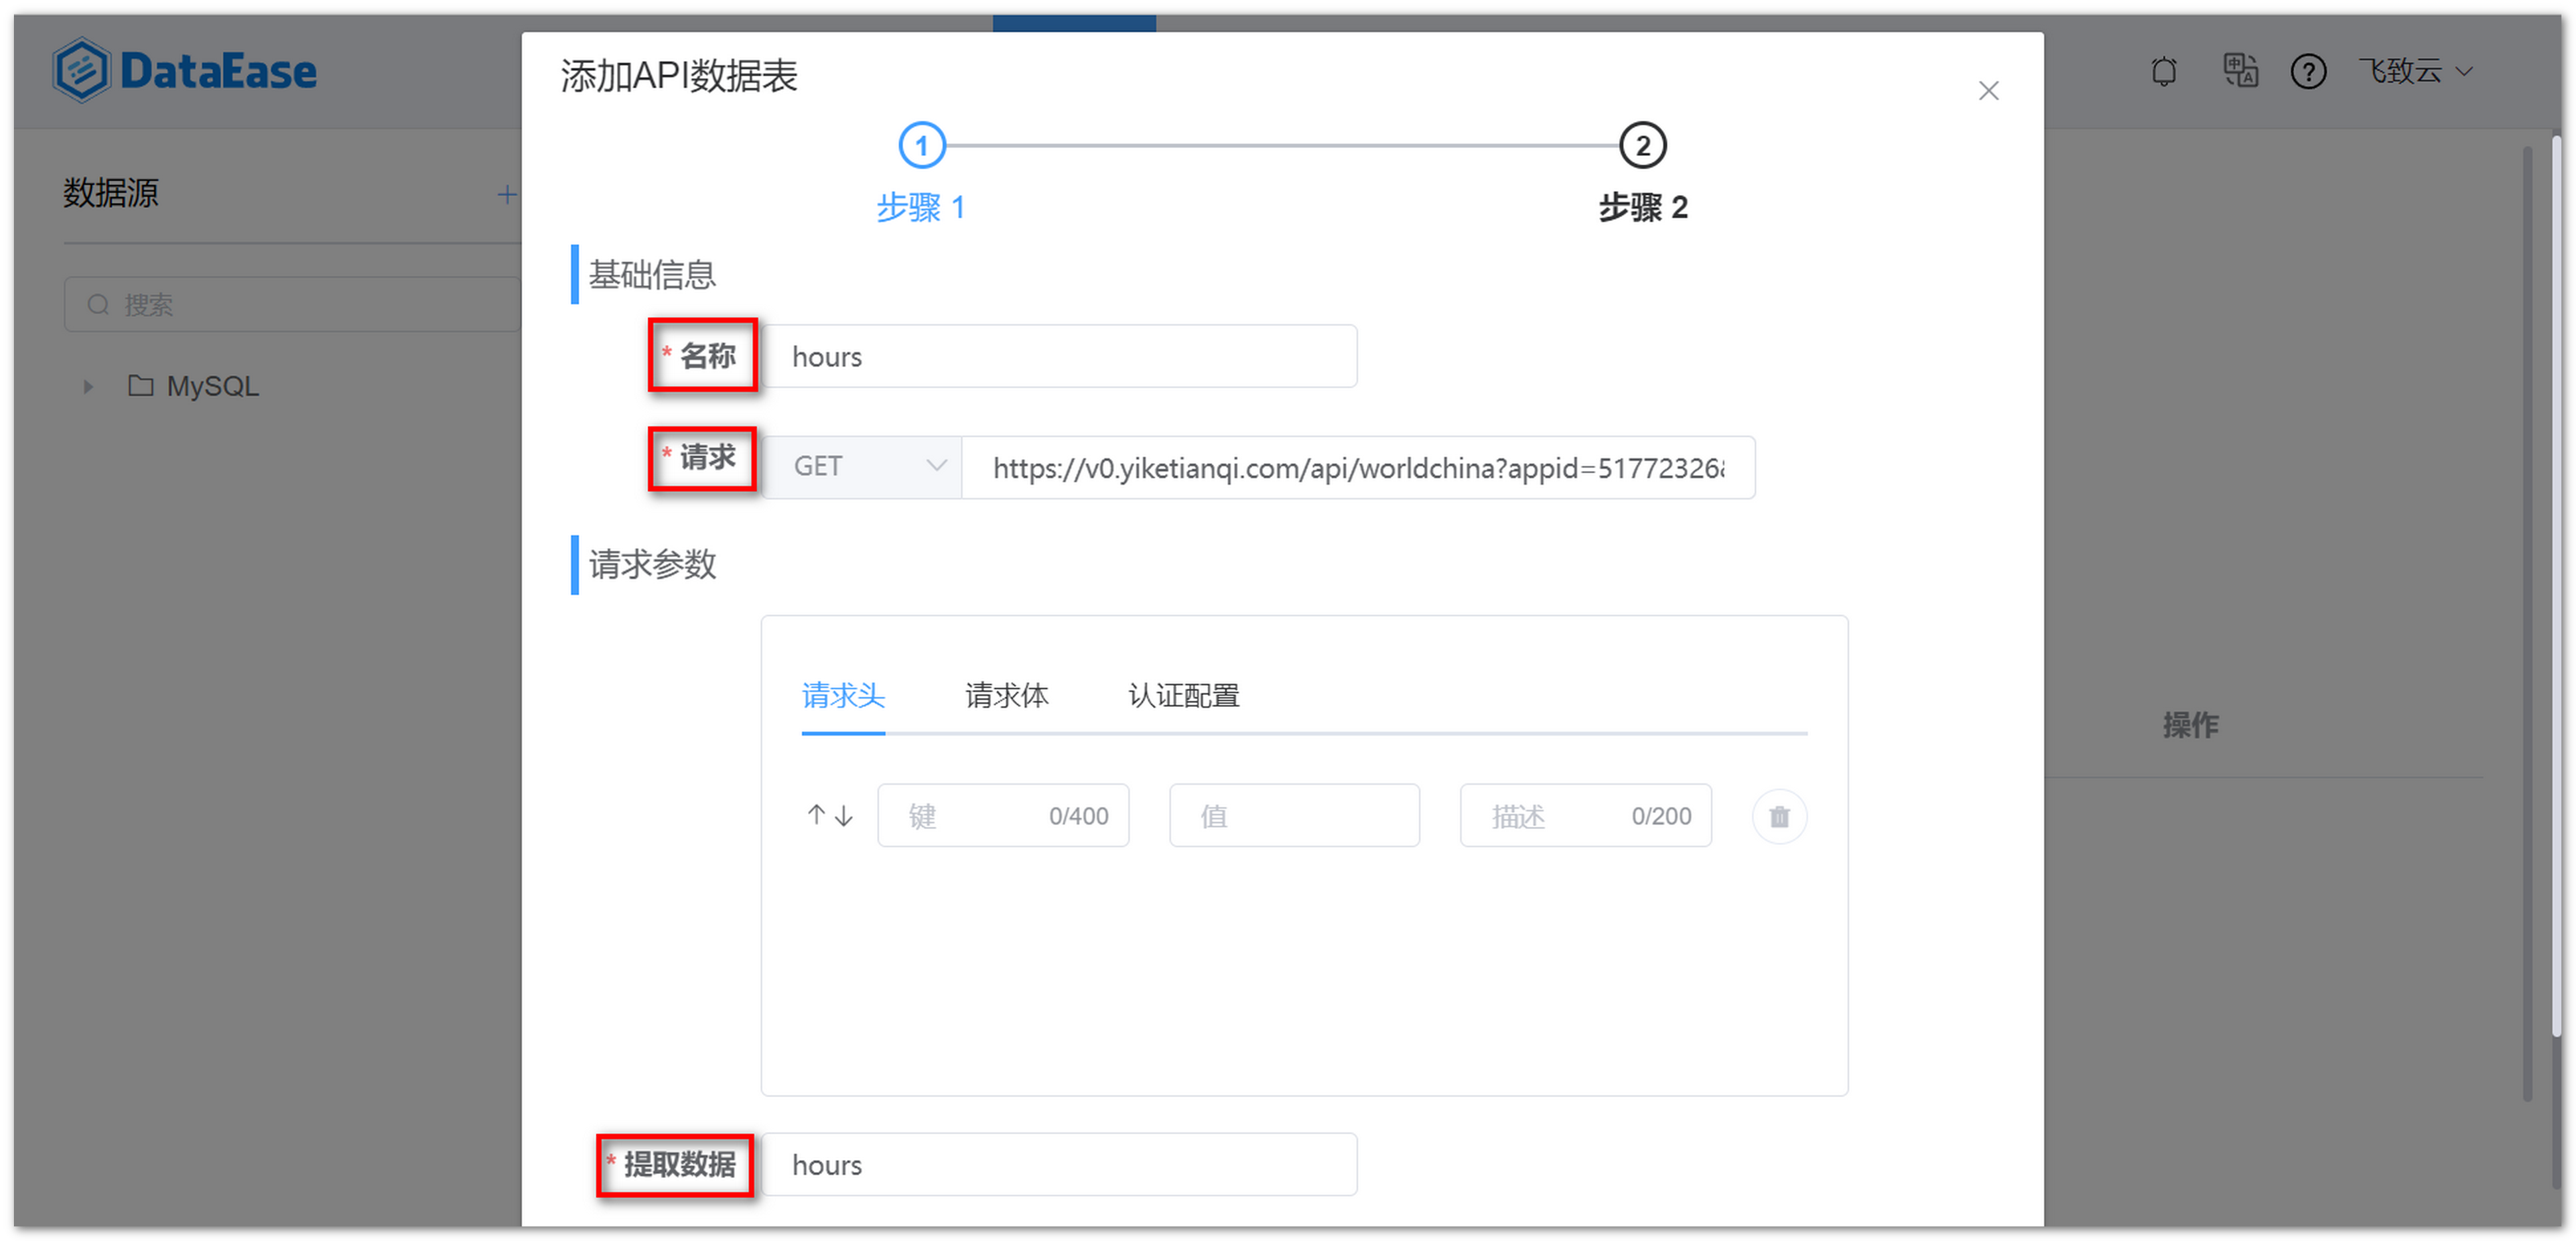 DataEase
飞致云
数据源
搜索
MySQL
操作
添加API数据表
1
2
步骤 1
步骤 2
基础信息
* 名称 hours
* 请求 GET https://v0.yiketianqi.com/api/worldchina?appid=51772326&
请求参数
请求头 请求体 认证配置
键 0/400 值 描述 0/200
* 提取数据 hours